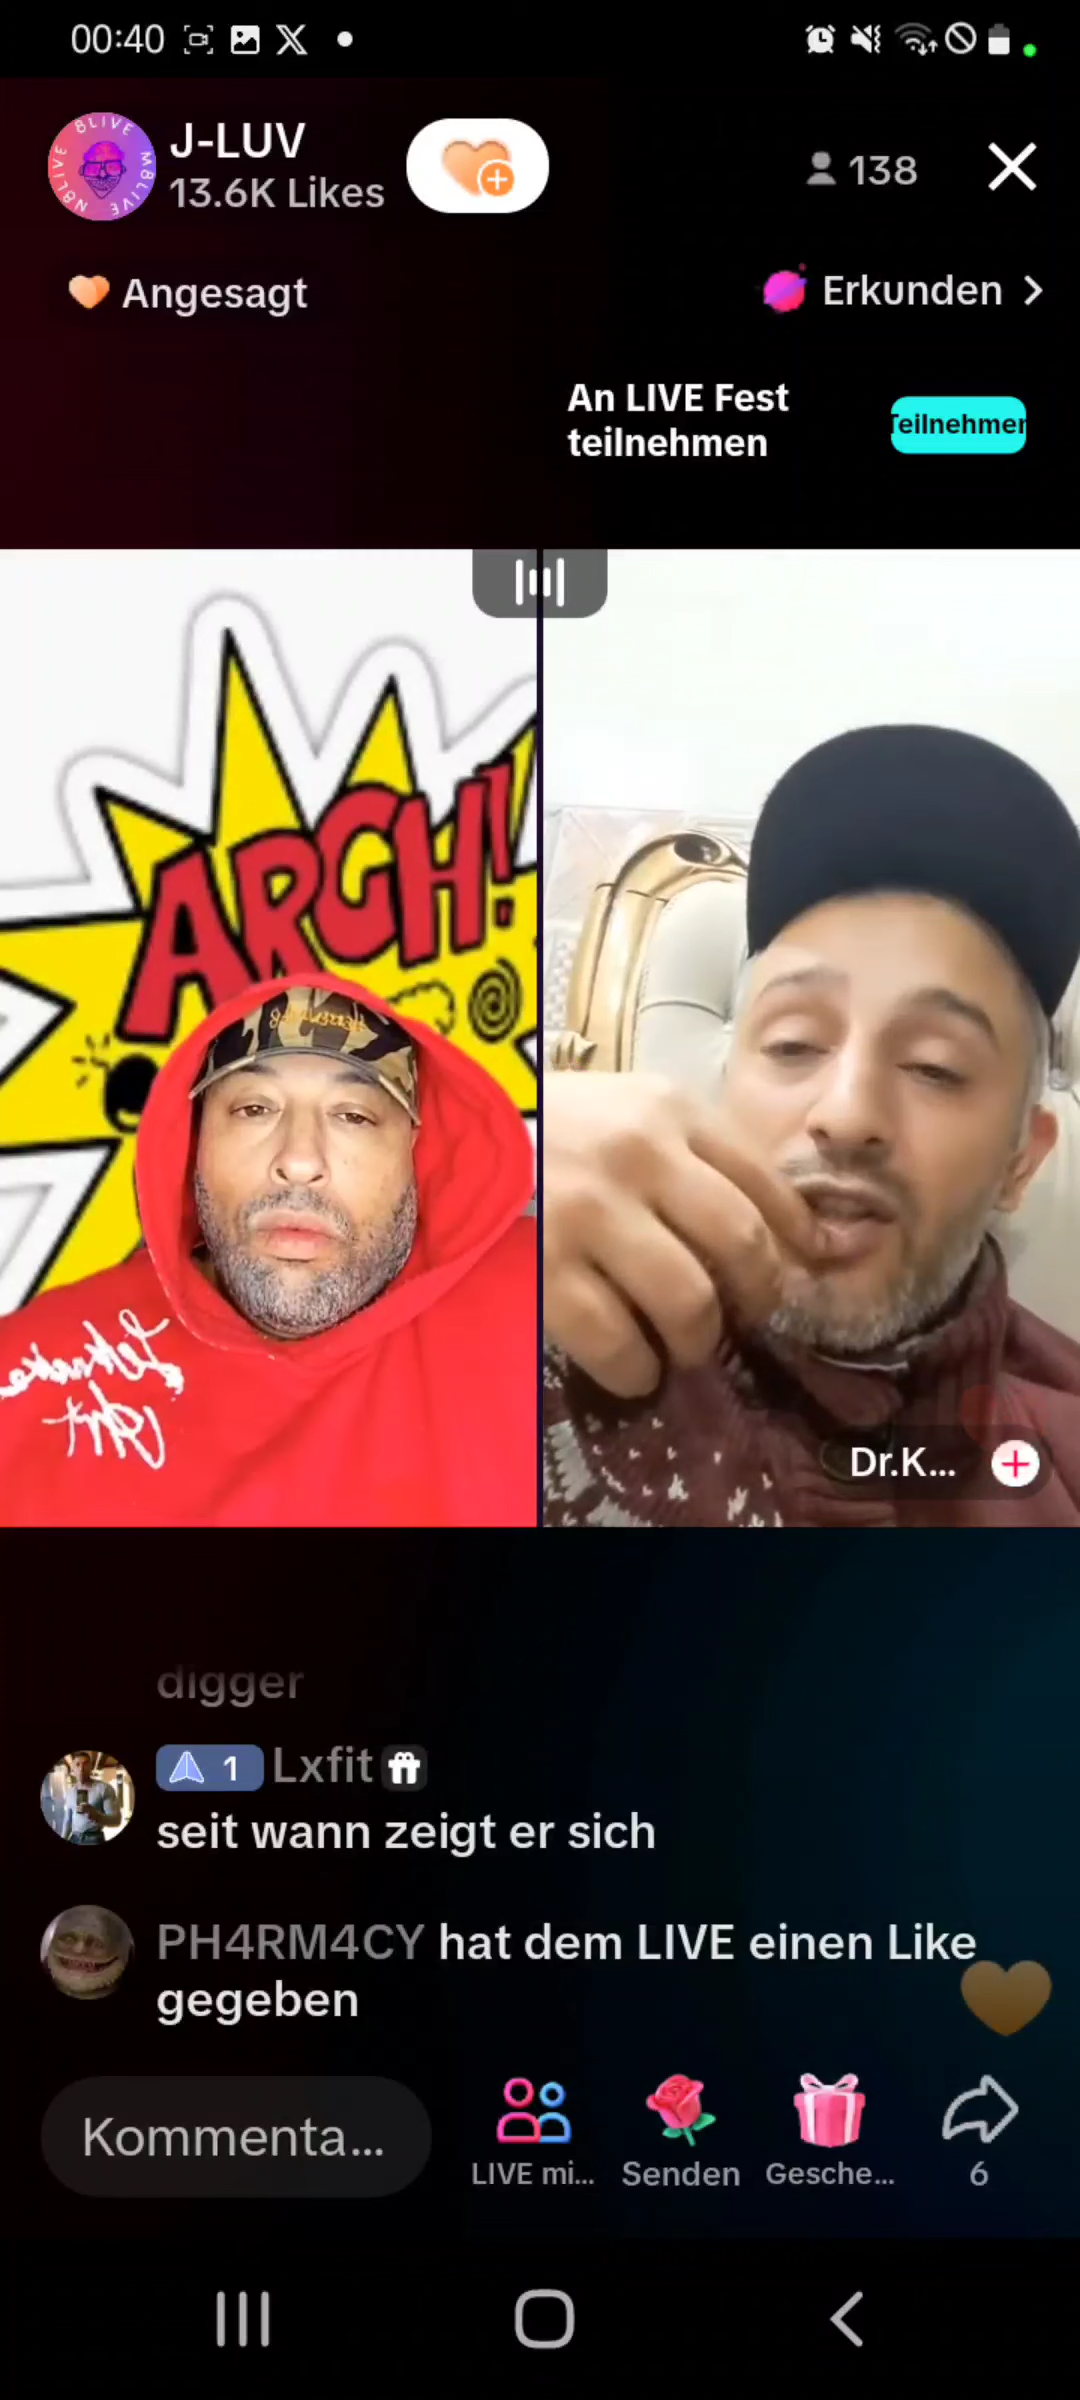 00:40
J-LUV
13.6K Likes
138
Angesagt
Erkunden
An LIVE Fest
teilnehmen
Teilnehmen
ARGH!
Dr.K...
digger
1 Lxfit
seit wann zeigt er sich
PH4RM4CY hat dem LIVE einen Like
gegeben
Kommenta...
LIVE mi...
Senden
Gesche...
6